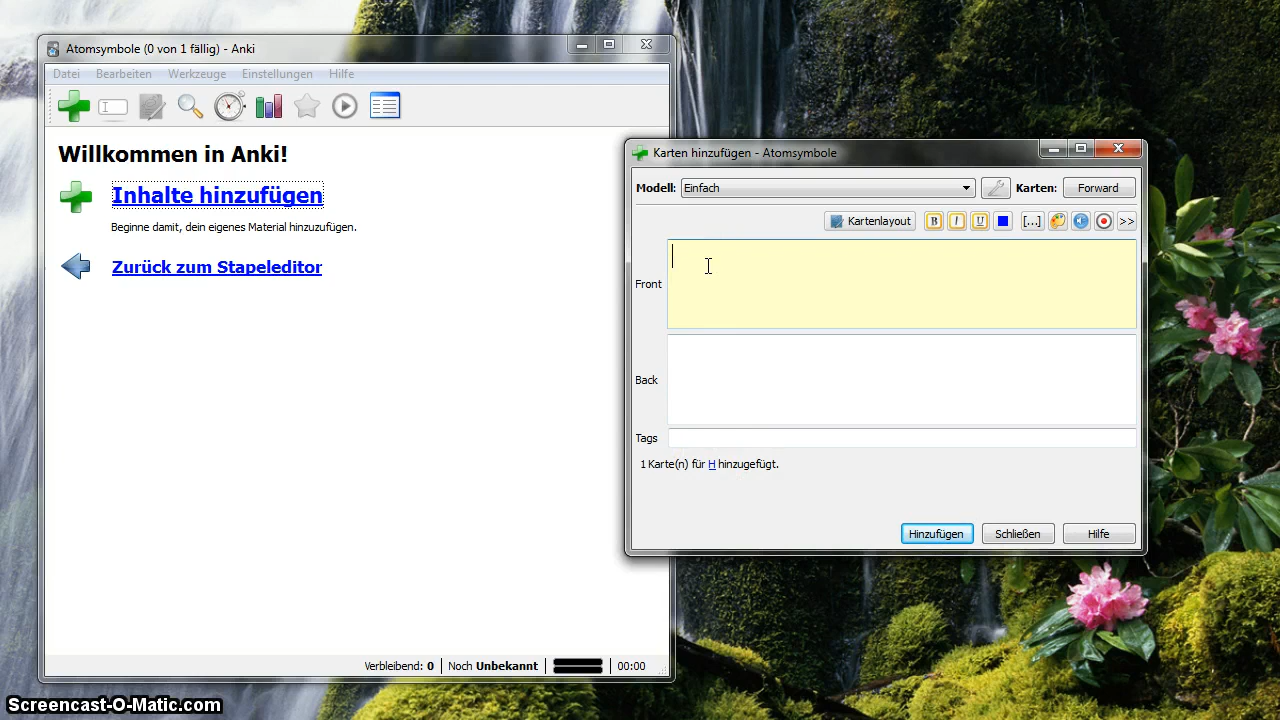 Atomsymbole (0 von 1 fällig) - Anki
Datei Bearbeiten Werkzeuge Einstellungen Hilfe
Willkommen in Anki!
Inhalte hinzufügen
Beginne damit, dein eigenes Material hinzuzufügen.
Zurück zum Stapeleditor
Verbleibend: 0 Noch Unbekannt 00:00
Karten hinzufügen - Atomsymbole
Modell: Einfach Karten: Forward
Kartenlayout B I U [...] >>
Front
Back
Tags
1 Karte(n) für H hinzugefügt.
Hinzufügen Schließen Hilfe
Screencast-O-Matic.com